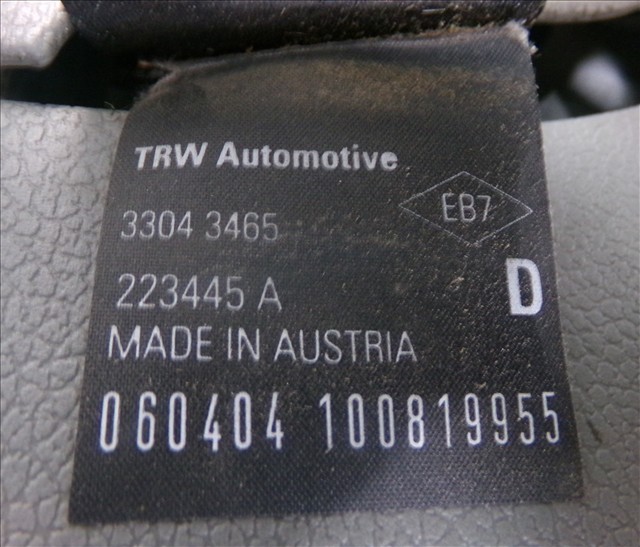 TRW Automotive
3304 3465
EB7
223445 A
D
MADE IN AUSTRIA
060404 100819955